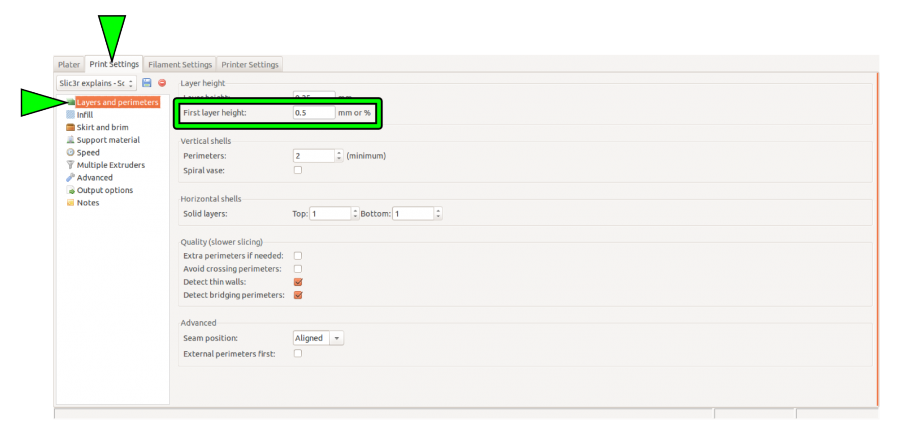 Plater Print Settings Filament Settings Printer Settings
Slic3r explains - Sc
Layer height
Layers and perimeters
Layer height: 0.35 mm
Infill
First layer height: 0.5 mm or %
Skirt and brim
Support material
Vertical shells
Speed
Perimeters: 2 (minimum)
Multiple Extruders
Spiral vase:
Advanced
Output options
Notes
Horizontal shells
Solid layers: Top: 1 Bottom: 1
Quality (slower slicing)
Extra perimeters if needed:
Avoid crossing perimeters:
Detect thin walls:
Detect bridging perimeters:
Advanced
Seam position: Aligned
External perimeters first: